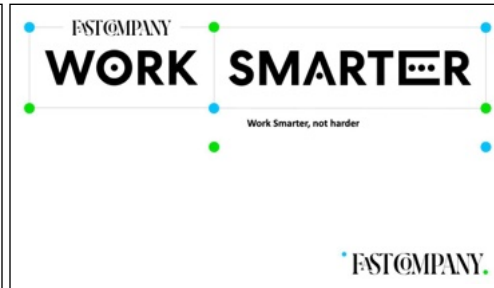 FAST COMPANY
WORK SMARTER
Work Smarter, not harder
FAST COMPANY